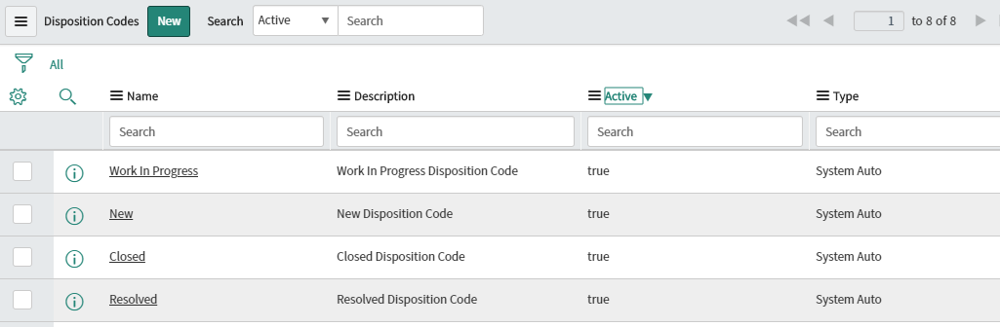 Disposition Codes New Search Active Search 1 to 8 of 8
All
Name Description Active Type
Search Search Search Search
Work In Progress Work In Progress Disposition Code true System Auto
New New Disposition Code true System Auto
Closed Closed Disposition Code true System Auto
Resolved Resolved Disposition Code true System Auto